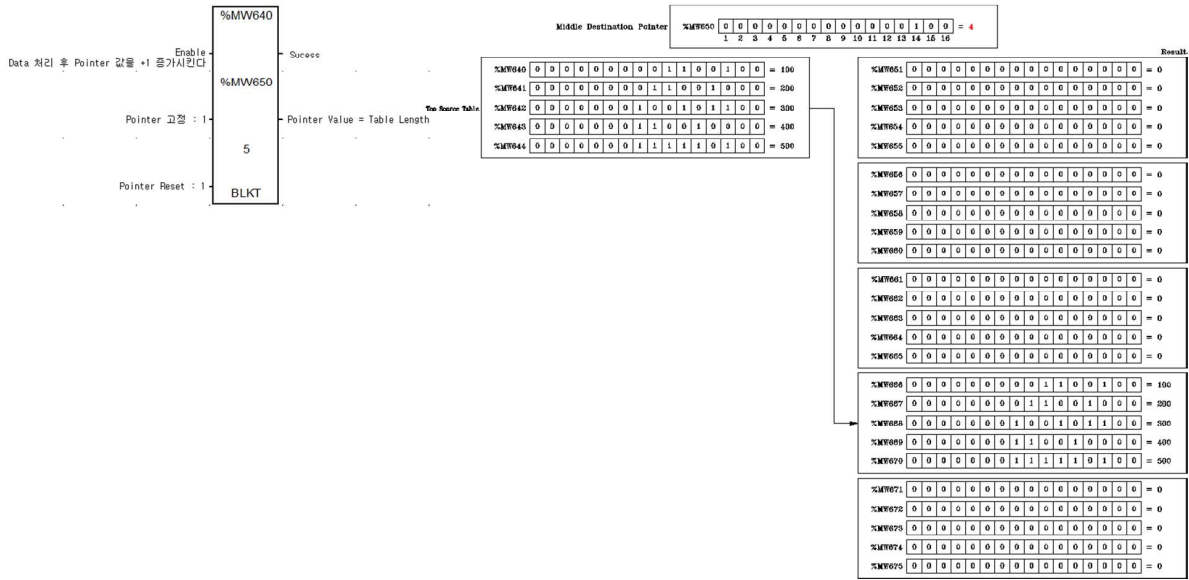 %MW640
Enable
Data 처리 후 Pointer 값을 +1 증가시킨다
Sucess
%MW650
Pointer 고정 : 1
Pointer Value = Table Length
5
Pointer Reset : 1
BLKT
Middle Destination Pointer %MW650 0 0 0 0 0 0 0 0 0 0 0 0 0 1 0 0 = 4
1 2 3 4 5 6 7 8 9 10 11 12 13 14 15 16
Top Source Table
%MW640 0 0 0 0 0 0 0 0 0 1 1 0 0 1 0 0 = 100
%MW641 0 0 0 0 0 0 0 0 1 1 0 0 1 0 0 0 = 200
%MW642 0 0 0 0 0 0 0 1 0 0 1 0 1 1 0 0 = 300
%MW643 0 0 0 0 0 0 0 1 1 0 0 1 0 0 0 0 = 400
%MW644 0 0 0 0 0 0 0 1 1 1 1 1 0 1 0 0 = 500
Result
%MW651 0 0 0 0 0 0 0 0 0 0 0 0 0 0 0 0 = 0
%MW652 0 0 0 0 0 0 0 0 0 0 0 0 0 0 0 0 = 0
%MW653 0 0 0 0 0 0 0 0 0 0 0 0 0 0 0 0 = 0
%MW654 0 0 0 0 0 0 0 0 0 0 0 0 0 0 0 0 = 0
%MW655 0 0 0 0 0 0 0 0 0 0 0 0 0 0 0 0 = 0
%MW656 0 0 0 0 0 0 0 0 0 0 0 0 0 0 0 0 = 0
%MW657 0 0 0 0 0 0 0 0 0 0 0 0 0 0 0 0 = 0
%MW658 0 0 0 0 0 0 0 0 0 0 0 0 0 0 0 0 = 0
%MW659 0 0 0 0 0 0 0 0 0 0 0 0 0 0 0 0 = 0
%MW660 0 0 0 0 0 0 0 0 0 0 0 0 0 0 0 0 = 0
%MW661 0 0 0 0 0 0 0 0 0 0 0 0 0 0 0 0 = 0
%MW662 0 0 0 0 0 0 0 0 0 0 0 0 0 0 0 0 = 0
%MW663 0 0 0 0 0 0 0 0 0 0 0 0 0 0 0 0 = 0
%MW664 0 0 0 0 0 0 0 0 0 0 0 0 0 0 0 0 = 0
%MW665 0 0 0 0 0 0 0 0 0 0 0 0 0 0 0 0 = 0
%MW666 0 0 0 0 0 0 0 0 0 1 1 0 0 1 0 0 = 100
%MW667 0 0 0 0 0 0 0 0 1 1 0 0 1 0 0 0 = 200
%MW668 0 0 0 0 0 0 0 1 0 0 1 0 1 1 0 0 = 300
%MW669 0 0 0 0 0 0 0 1 1 0 0 1 0 0 0 0 = 400
%MW670 0 0 0 0 0 0 0 1 1 1 1 1 0 1 0 0 = 500
%MW671 0 0 0 0 0 0 0 0 0 0 0 0 0 0 0 0 = 0
%MW672 0 0 0 0 0 0 0 0 0 0 0 0 0 0 0 0 = 0
%MW673 0 0 0 0 0 0 0 0 0 0 0 0 0 0 0 0 = 0
%MW674 0 0 0 0 0 0 0 0 0 0 0 0 0 0 0 0 = 0
%MW675 0 0 0 0 0 0 0 0 0 0 0 0 0 0 0 0 = 0